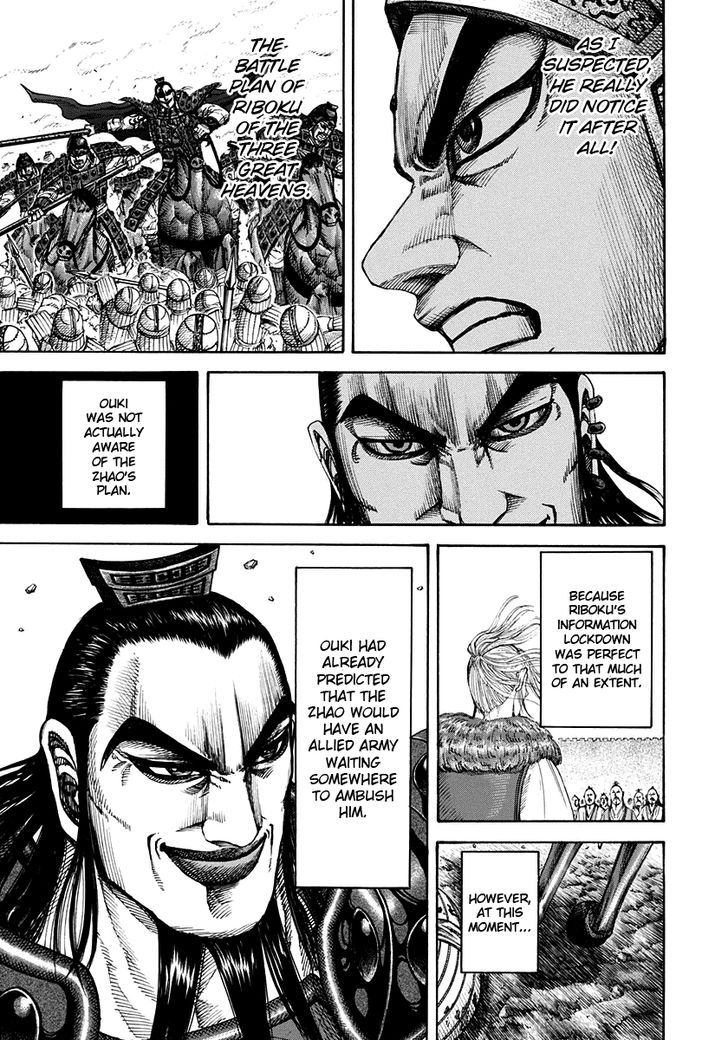 AS I
SUSPECTED,
HE REALLY
DID NOTICE
IT AFTER
ALL!
THE
BATTLE
PLAN OF
RIBOKU
OF THE
THREE
GREAT
HEAVENS.
OUKI
WAS NOT
ACTUALLY
AWARE
OF THE
ZHAO'S
PLAN.
BECAUSE
RIBOKU'S
INFORMATION
LOCKDOWN
WAS PERFECT
TO THAT MUCH
OF AN EXTENT.
HOWEVER,
AT THIS
MOMENT...
OUKI HAD
ALREADY
PREDICTED
THAT THE
ZHAO WOULD
HAVE AN
ALLIED ARMY
WAITING
SOMEWHERE
TO AMBUSH
HIM.